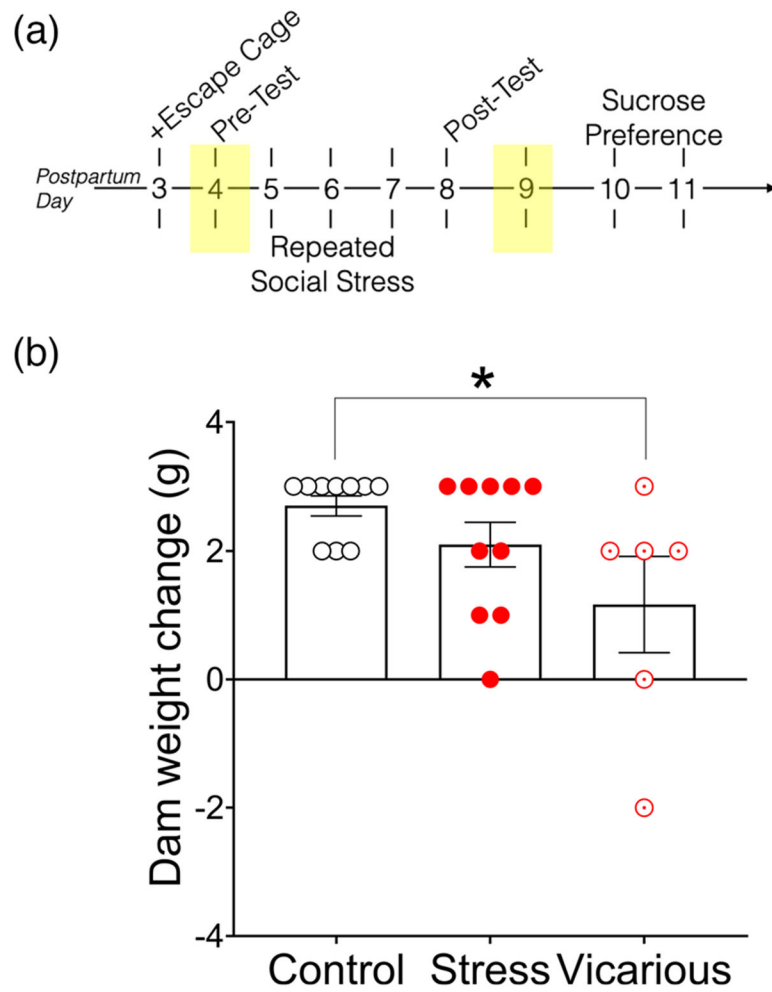 (a)
+Escape Cage
Pre-Test
Post-Test
Sucrose
Preference
Postpartum
Day
3 4 5 6 7 8 9 10 11
Repeated
Social Stress
(b)
*
Dam weight change (g)
4
2
0
-2
-4
Control Stress Vicarious